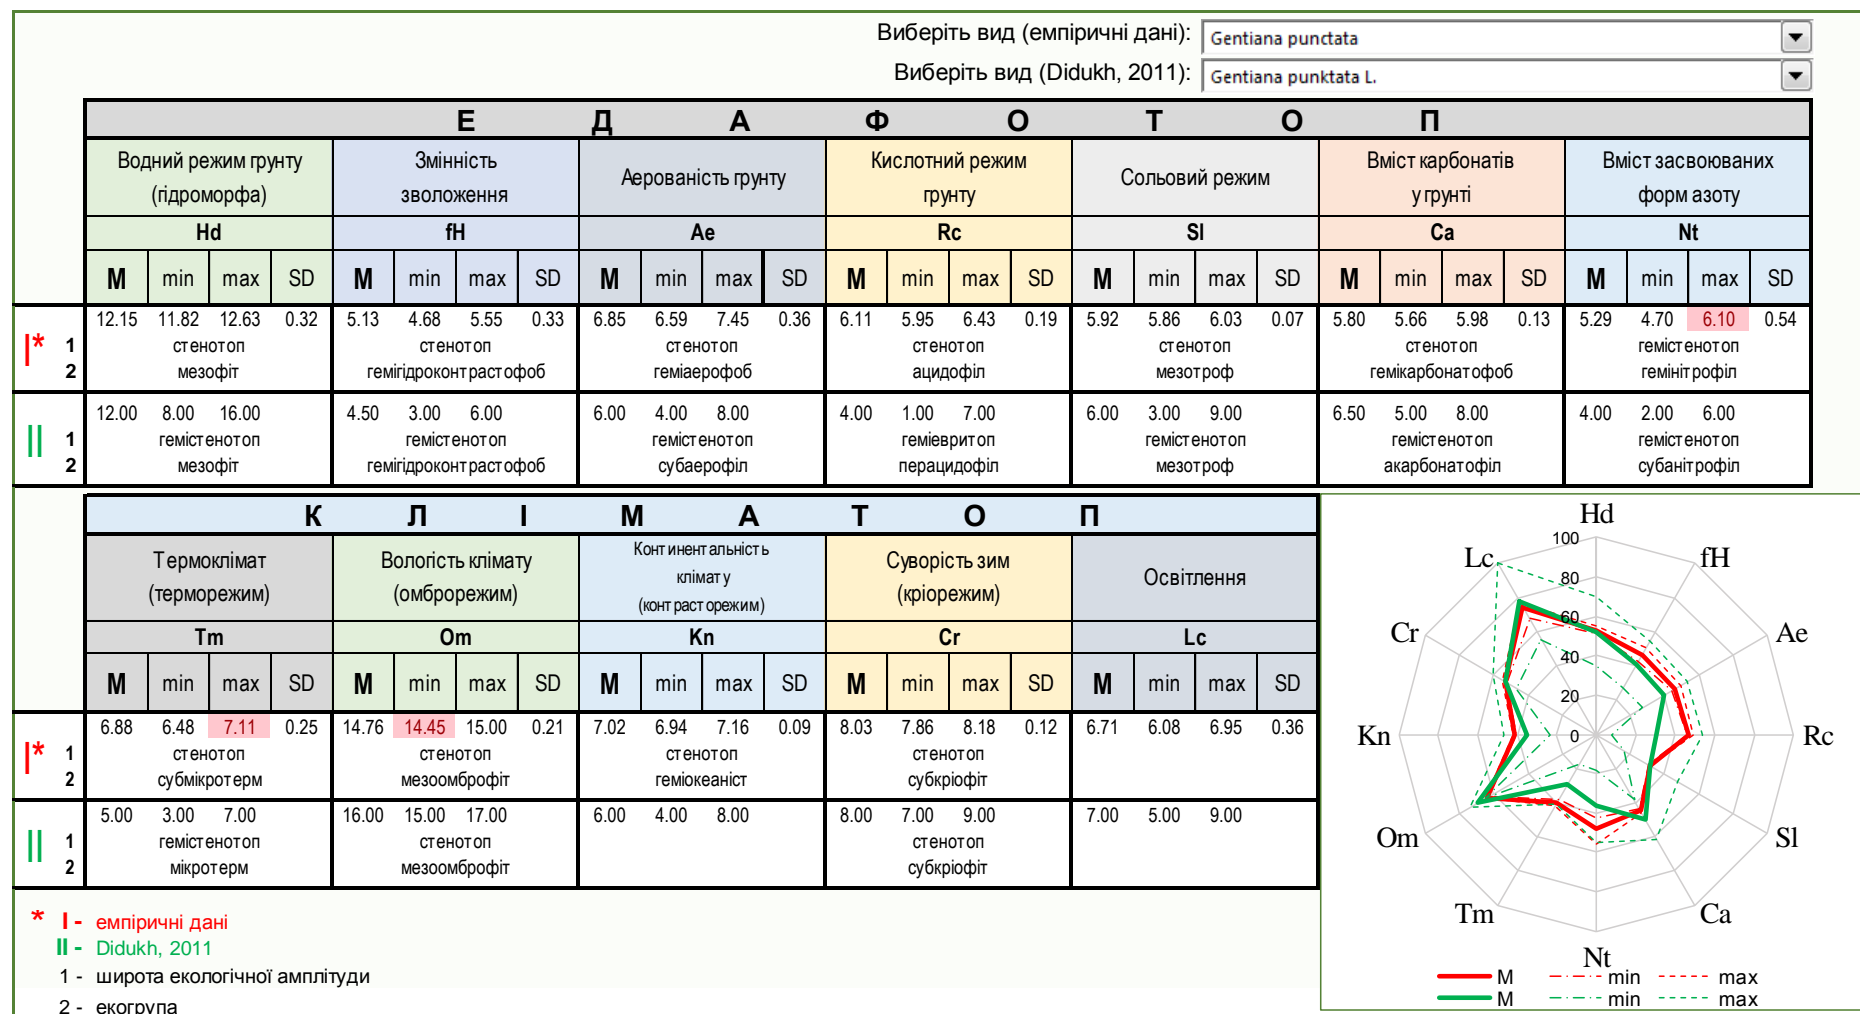 Виберіть вид (емпіричні дані): Gentiana punctata
Виберіть вид (Didukh, 2011): Gentiana punktata L.
Е Д А Ф О Т О П
Водний режим грунту (гідроморфа) Змінність зволоження Аерованість грунту Кислотний режим грунту Сольовий режим Вміст карбонатів у грунті Вміст засвоюваних форм азоту
Hd fH Ae Rc Sl Ca Nt
M min max SD M min max SD M min max SD M min max SD M min max SD M min max SD M min max SD
I* 1 2
12.15 11.82 12.63 0.32 5.13 4.68 5.55 0.33 6.85 6.59 7.45 0.36 6.11 5.95 6.43 0.19 5.92 5.86 6.03 0.07 5.80 5.66 5.98 0.13 5.29 4.70 6.10 0.54
стенотоп стенотоп стенотоп стенотоп стенотоп стенотоп гемістенотоп
мезофіт гемігідроконтрастофоб геміаерофоб ацидофіл мезотроф гемікарбонатофоб гемінітрофіл
II 1 2
12.00 8.00 16.00 4.50 3.00 6.00 6.00 4.00 8.00 4.00 1.00 7.00 6.00 3.00 9.00 6.50 5.00 8.00 4.00 2.00 6.00
гемістенотоп гемістенотоп гемістенотоп геміевритоп гемістенотоп гемістенотоп гемістенотоп
мезофіт гемігідроконтрастофоб субаерофіл перацидофіл мезотроф акарбонатофіл субанітрофіл
К Л І М А Т О П
Термоклімат (терморежим) Вологість клімату (омброрежим) Континентальність клімату (контрасторежим) Суворість зим (кріорежим) Освітлення
Tm Om Kn Cr Lc
M min max SD M min max SD M min max SD M min max SD M min max SD
I* 1 2
6.88 6.48 7.11 0.25 14.76 14.45 15.00 0.21 7.02 6.94 7.16 0.09 8.03 7.86 8.18 0.12 6.71 6.08 6.95 0.36
стенотоп стенотоп стенотоп стенотоп
субмікротерм мезоомброфіт геміокеаніст субкріофіт
II 1 2
5.00 3.00 7.00 16.00 15.00 17.00 6.00 4.00 8.00 8.00 7.00 9.00 7.00 5.00 9.00
гемістенотоп стенотоп стенотоп
мікротерм мезоомброфіт субкріофіт
* I - емпіричні дані
II - Didukh, 2011
1 - широта екологічної амплітуди
2 - екогрупа
Hd
fH
Ae
Rc
Sl
Ca
Nt
Tm
Om
Kn
Cr
Lc
100
80
60
40
20
0
M min max
M min max